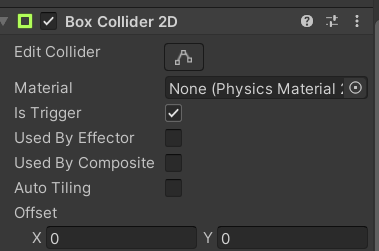 Box Collider 2D
Edit Collider
Material None (Physics Material 2
Is Trigger
Used By Effector
Used By Composite
Auto Tiling
Offset
X 0 Y 0